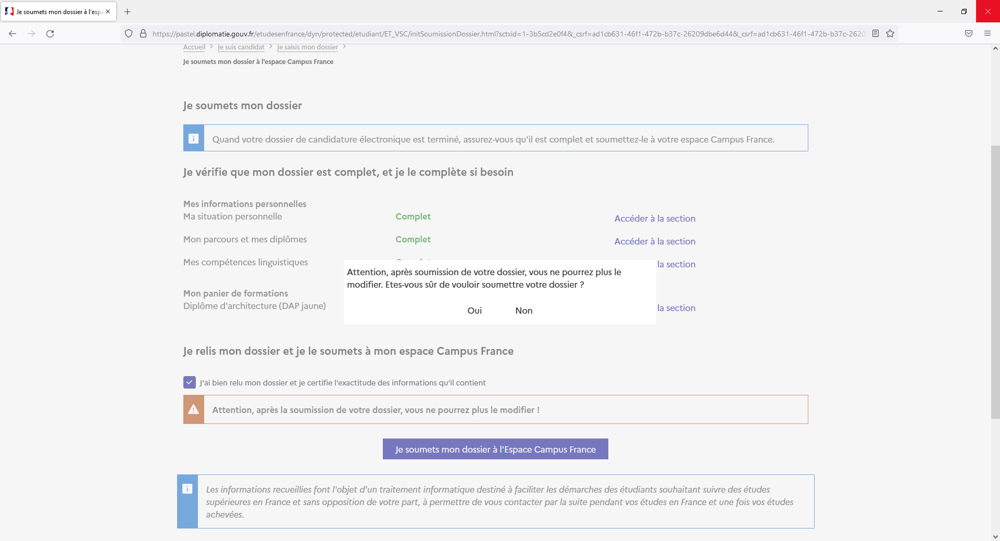 Je soumets mon dossier à l'esp
https://pastel.diplomatie.gouv.fr/etudesenfrance/dyn/protected/etudiant/ET_VSC/initSoumissionDossier.html?sctxid=1-3b5cd2e0f4&_csrf=ad1cb631-46f1-472b-b37c-26209dbe6d44&_csrf=ad1cb631-46f1-472b-b37c-2620
Accueil > Je suis candidat > Je saisis mon dossier >
Je soumets mon dossier à l'espace Campus France
Je soumets mon dossier
Quand votre dossier de candidature électronique est terminé, assurez-vous qu'il est complet et soumettez-le à votre espace Campus France.
Je vérifie que mon dossier est complet, et je le complète si besoin
Mes informations personnelles
Ma situation personnelle Complet Accéder à la section
Mon parcours et mes diplômes Complet Accéder à la section
Mes compétences linguistiques la section
Attention, après soumission de votre dossier, vous ne pourrez plus le
modifier. Etes-vous sûr de vouloir soumettre votre dossier ?
Oui Non
Mon panier de formations
Diplôme d'architecture (DAP jaune) la section
Je relis mon dossier et je le soumets à mon espace Campus France
J'ai bien relu mon dossier et je certifie l'exactitude des informations qu'il contient
Attention, après la soumission de votre dossier, vous ne pourrez plus le modifier !
Je soumets mon dossier à l'Espace Campus France
Les informations recueillies font l'objet d'un traitement informatique destiné à faciliter les démarches des étudiants souhaitant suivre des études
supérieures en France et sans opposition de votre part, à permettre de vous contacter par la suite pendant vos études en France et une fois vos études
achevées.